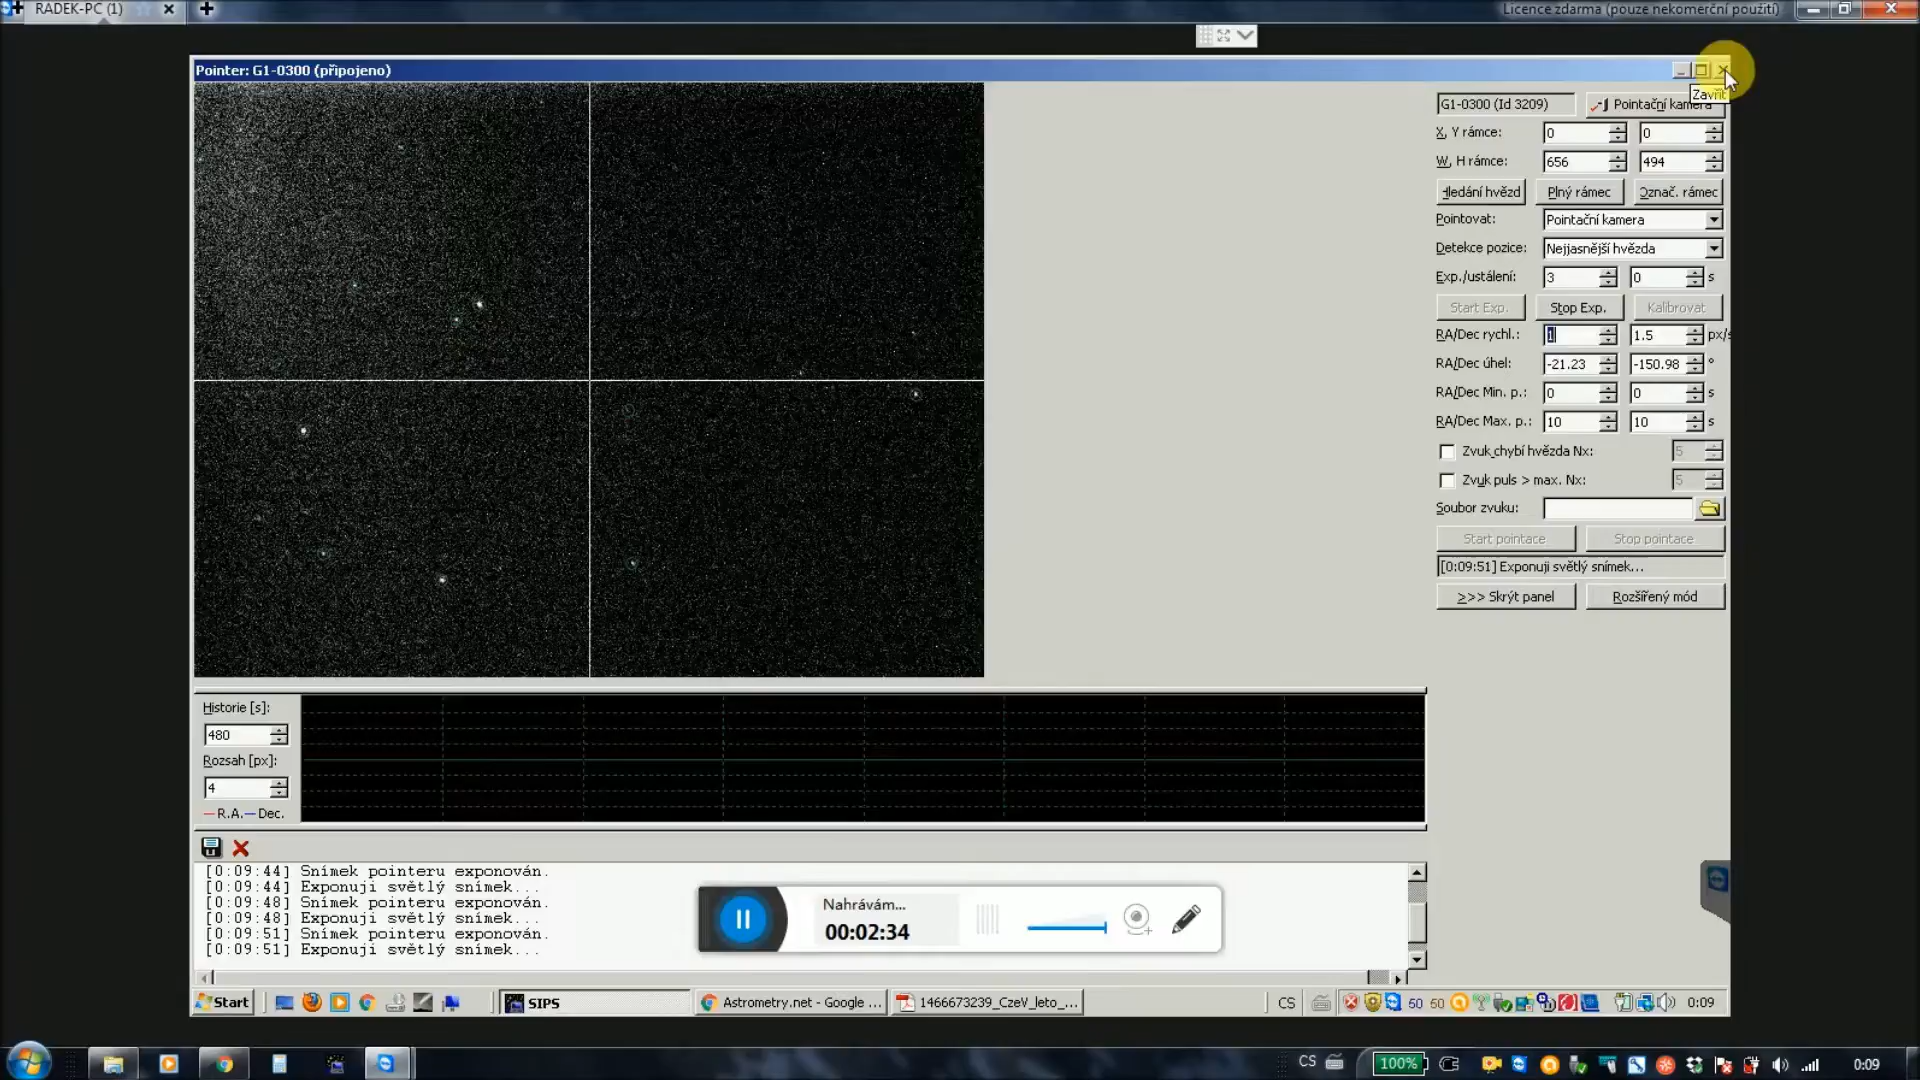 RADEK-PC (1)
Licence zdarma (pouze nekomerční použití)
Pointer: G1-0300 (připojeno)
Zavřít
G1-0300 (Id 3209)
Pointační kamera
X, Y rámce:
0
0
W, H rámce:
656
494
Hledání hvězd
Plný rámec
Označ. rámec
Pointovat:
Pointační kamera
Detekce pozice:
Nejjasnější hvězda
Exp./ustálení:
3
0
s
Start Exp.
Stop Exp.
Kalibrovat
RA/Dec rychl.:
1
1.5
px/s
RA/Dec úhel:
-21.23
-150.98
°
RA/Dec Min. p.:
0
0
s
RA/Dec Max. p.:
10
10
s
Zvuk chybí hvězda Nx:
5
Zvuk puls > max. Nx:
5
Soubor zvuku:
Start pointace
Stop pointace
[0:09:51] Exponuji světlý snímek...
>>> Skrýt panel
Rozšířený mód
Historie [s]:
480
Rozsah [px]:
4
R.A. Dec.
[0:09:44] Snímek pointeru exponován.
[0:09:44] Exponuji světlý snímek...
[0:09:48] Snímek pointeru exponován.
[0:09:48] Exponuji světlý snímek...
[0:09:51] Snímek pointeru exponován.
[0:09:51] Exponuji světlý snímek...
Nahrávám...
00:02:34
Start
SIPS
Astrometry.net - Google ...
1466673239_CzeV_leto_...
CS
50
60
0:09
CS
100%
0:09